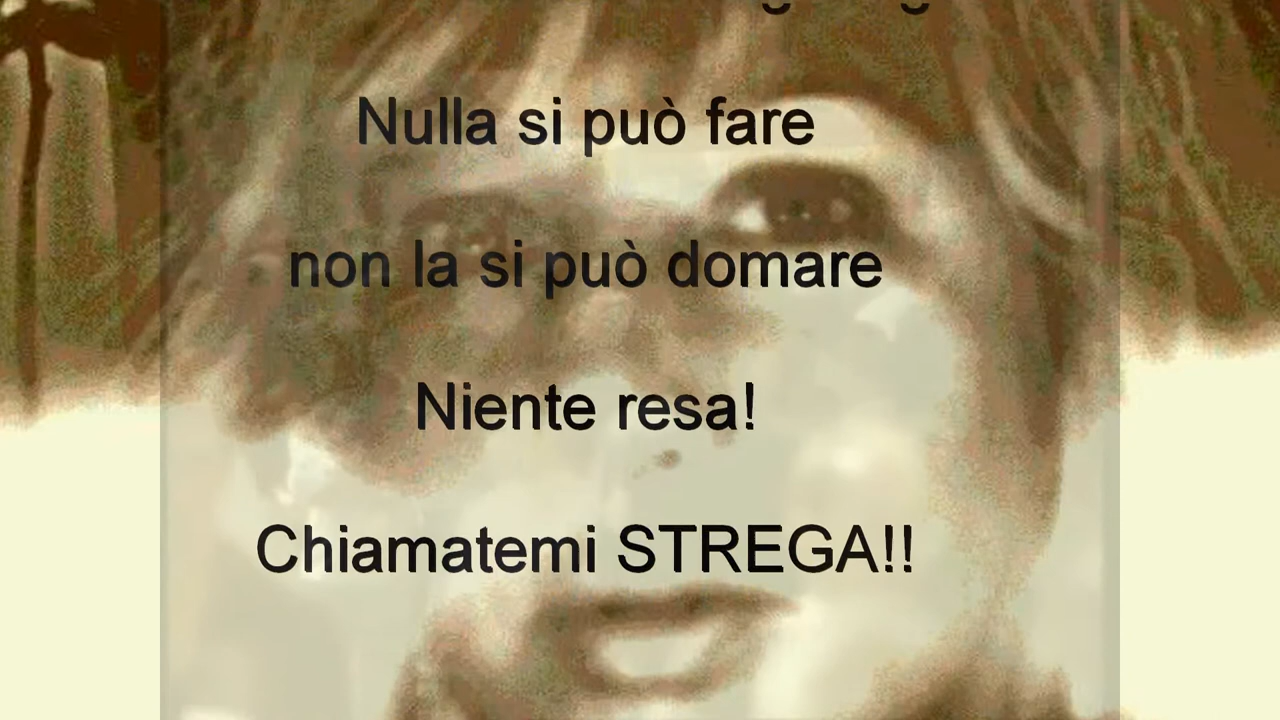 Nulla si può fare
non la si può domare
Niente resa!
Chiamatemi STREGA!!